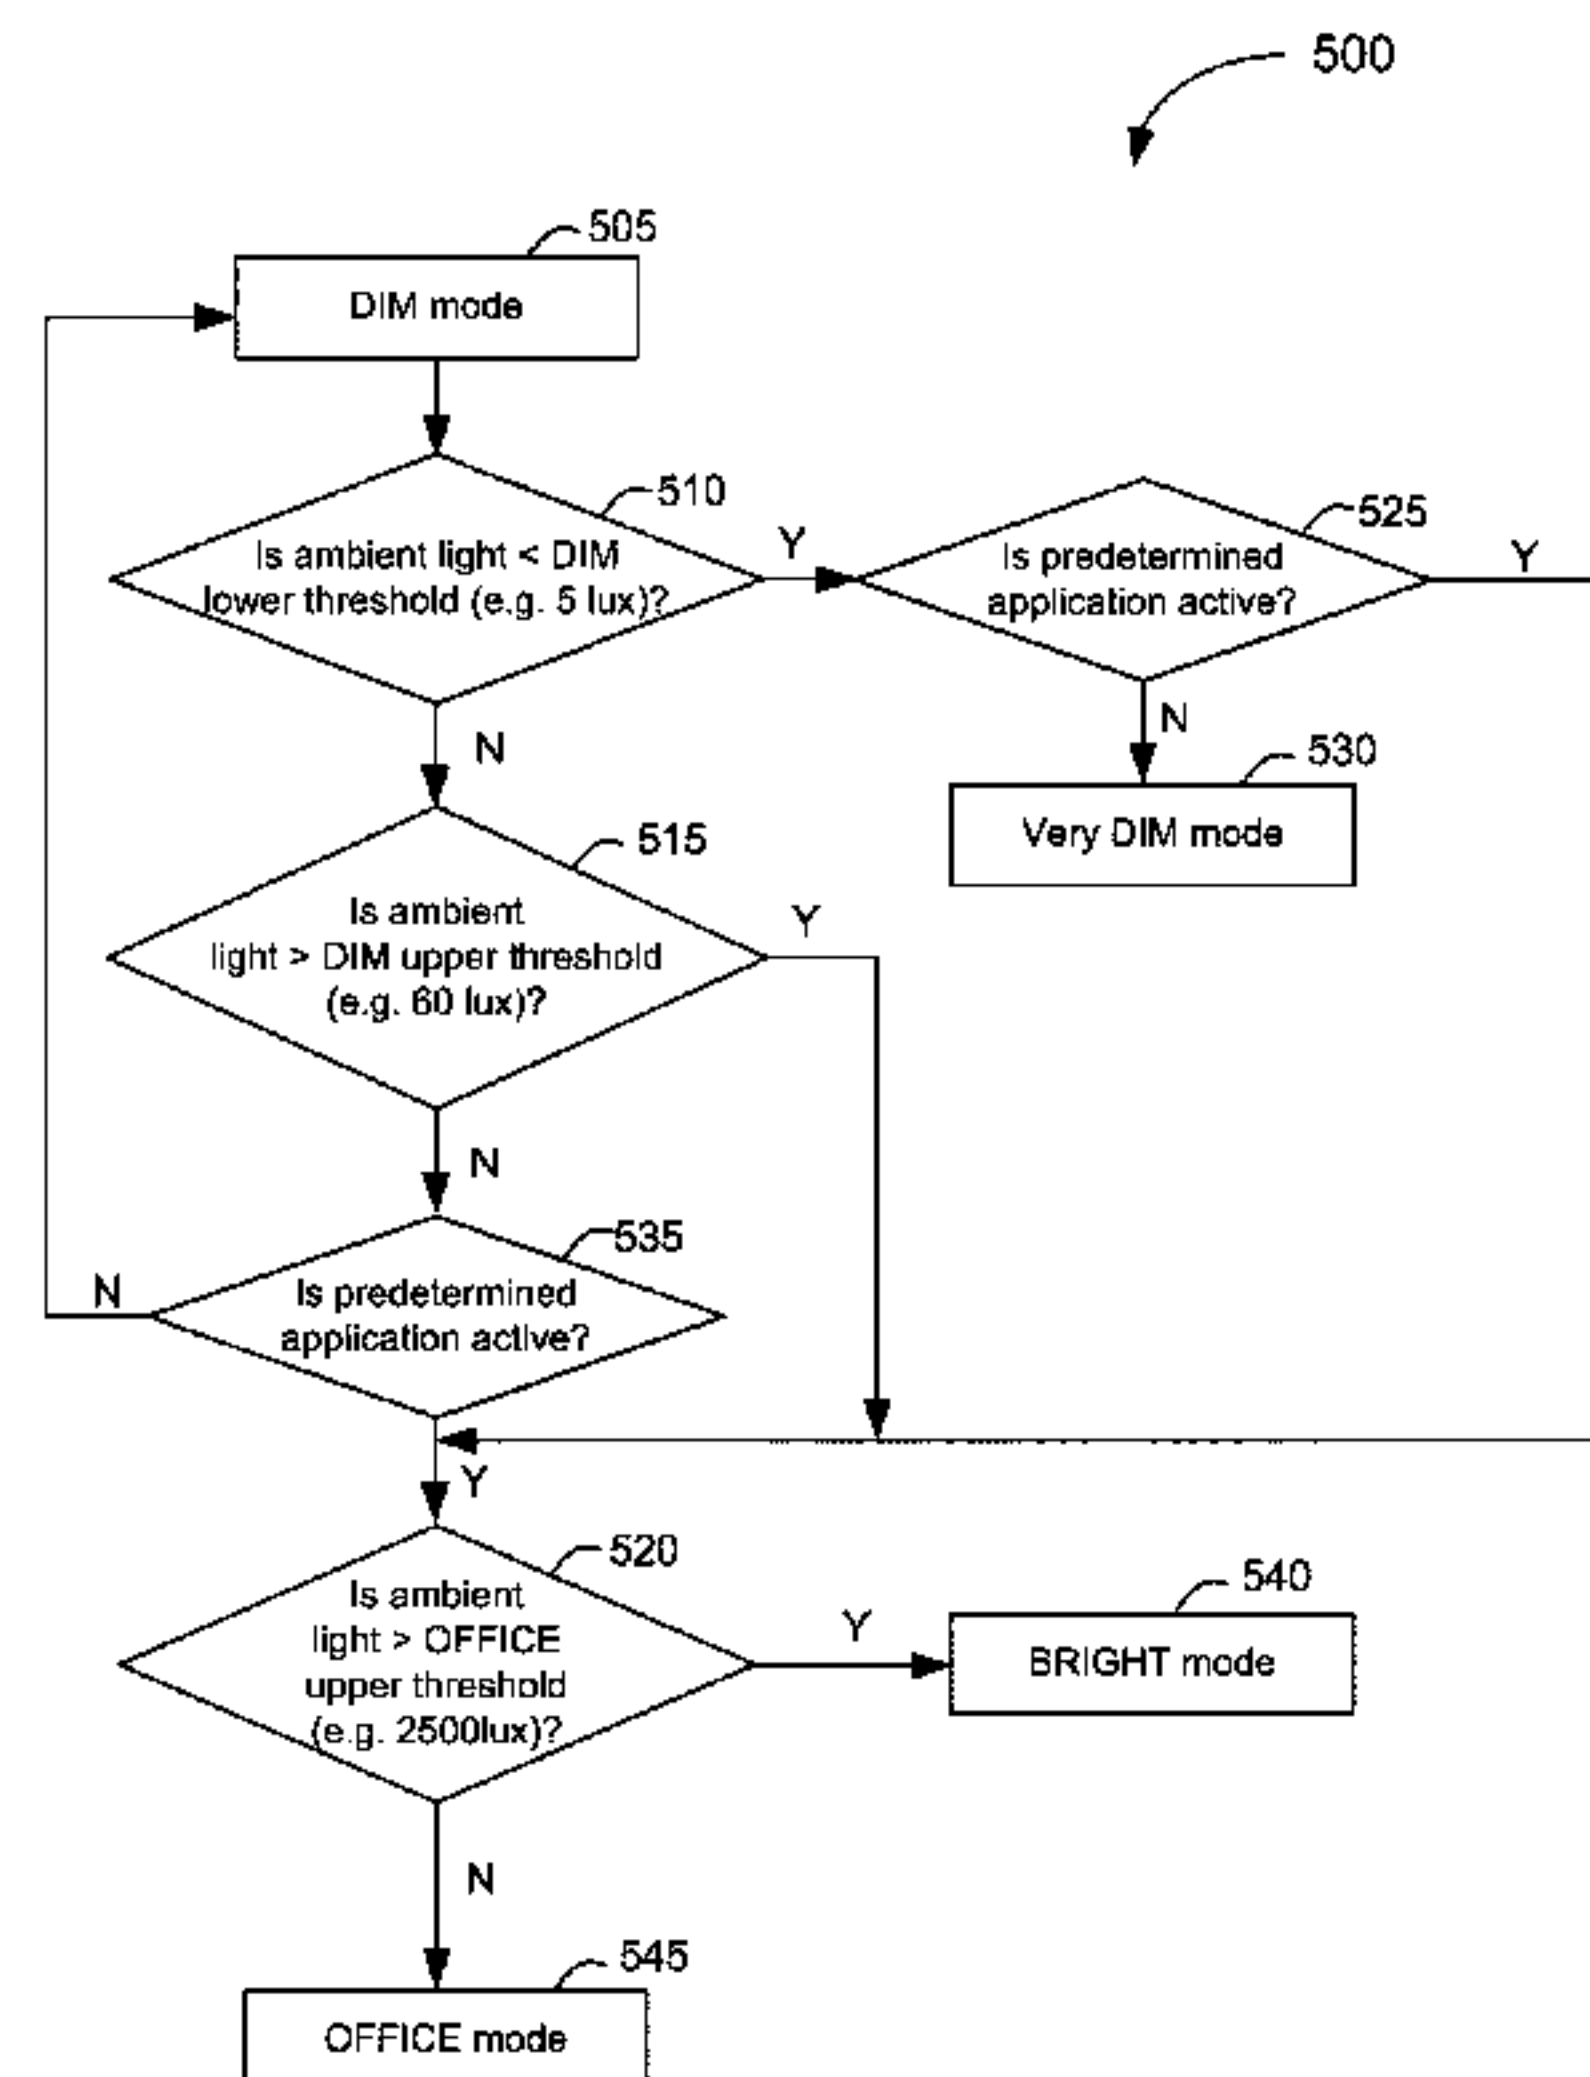 500
505
DIM mode
510
Is ambient light < DIM
lower threshold (e.g. 5 lux)?
Y
525
Is predetermined
application active?
Y
N
N
530
Very DIM mode
515
Is ambient
light > DIM upper threshold
(e.g. 60 lux)?
Y
N
535
Is predetermined
application active?
N
Y
520
Is ambient
light > OFFICE
upper threshold
(e.g. 2500lux)?
Y
540
BRIGHT mode
N
545
OFFICE mode